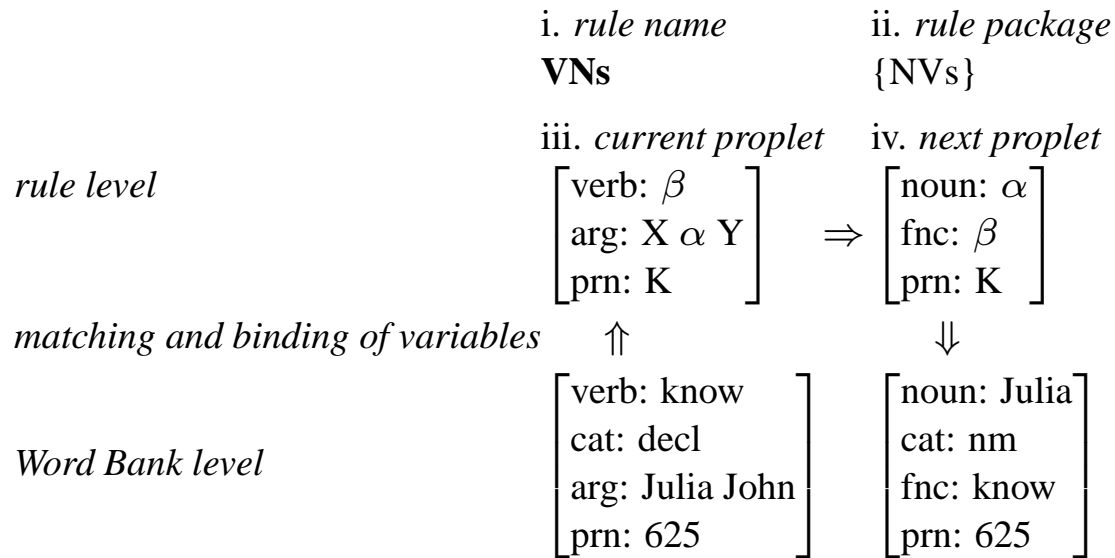 i. rule name ii. rule package
VNs {NVs}
iii. current proplet iv. next proplet
rule level
verb: β noun: α
arg: X α Y ⇒ fnc: β
prn: K prn: K
matching and binding of variables ⇑ ⇓
verb: know noun: Julia
cat: decl cat: nm
Word Bank level
arg: Julia John fnc: know
prn: 625 prn: 625